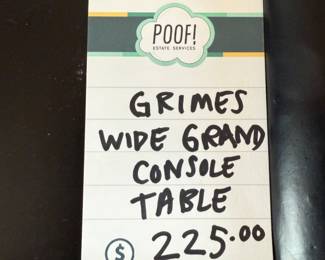 POOF!
ESTATE SERVICES
GRIMES
WIDE GRAND
CONSOLE
TABLE
$ 225.00